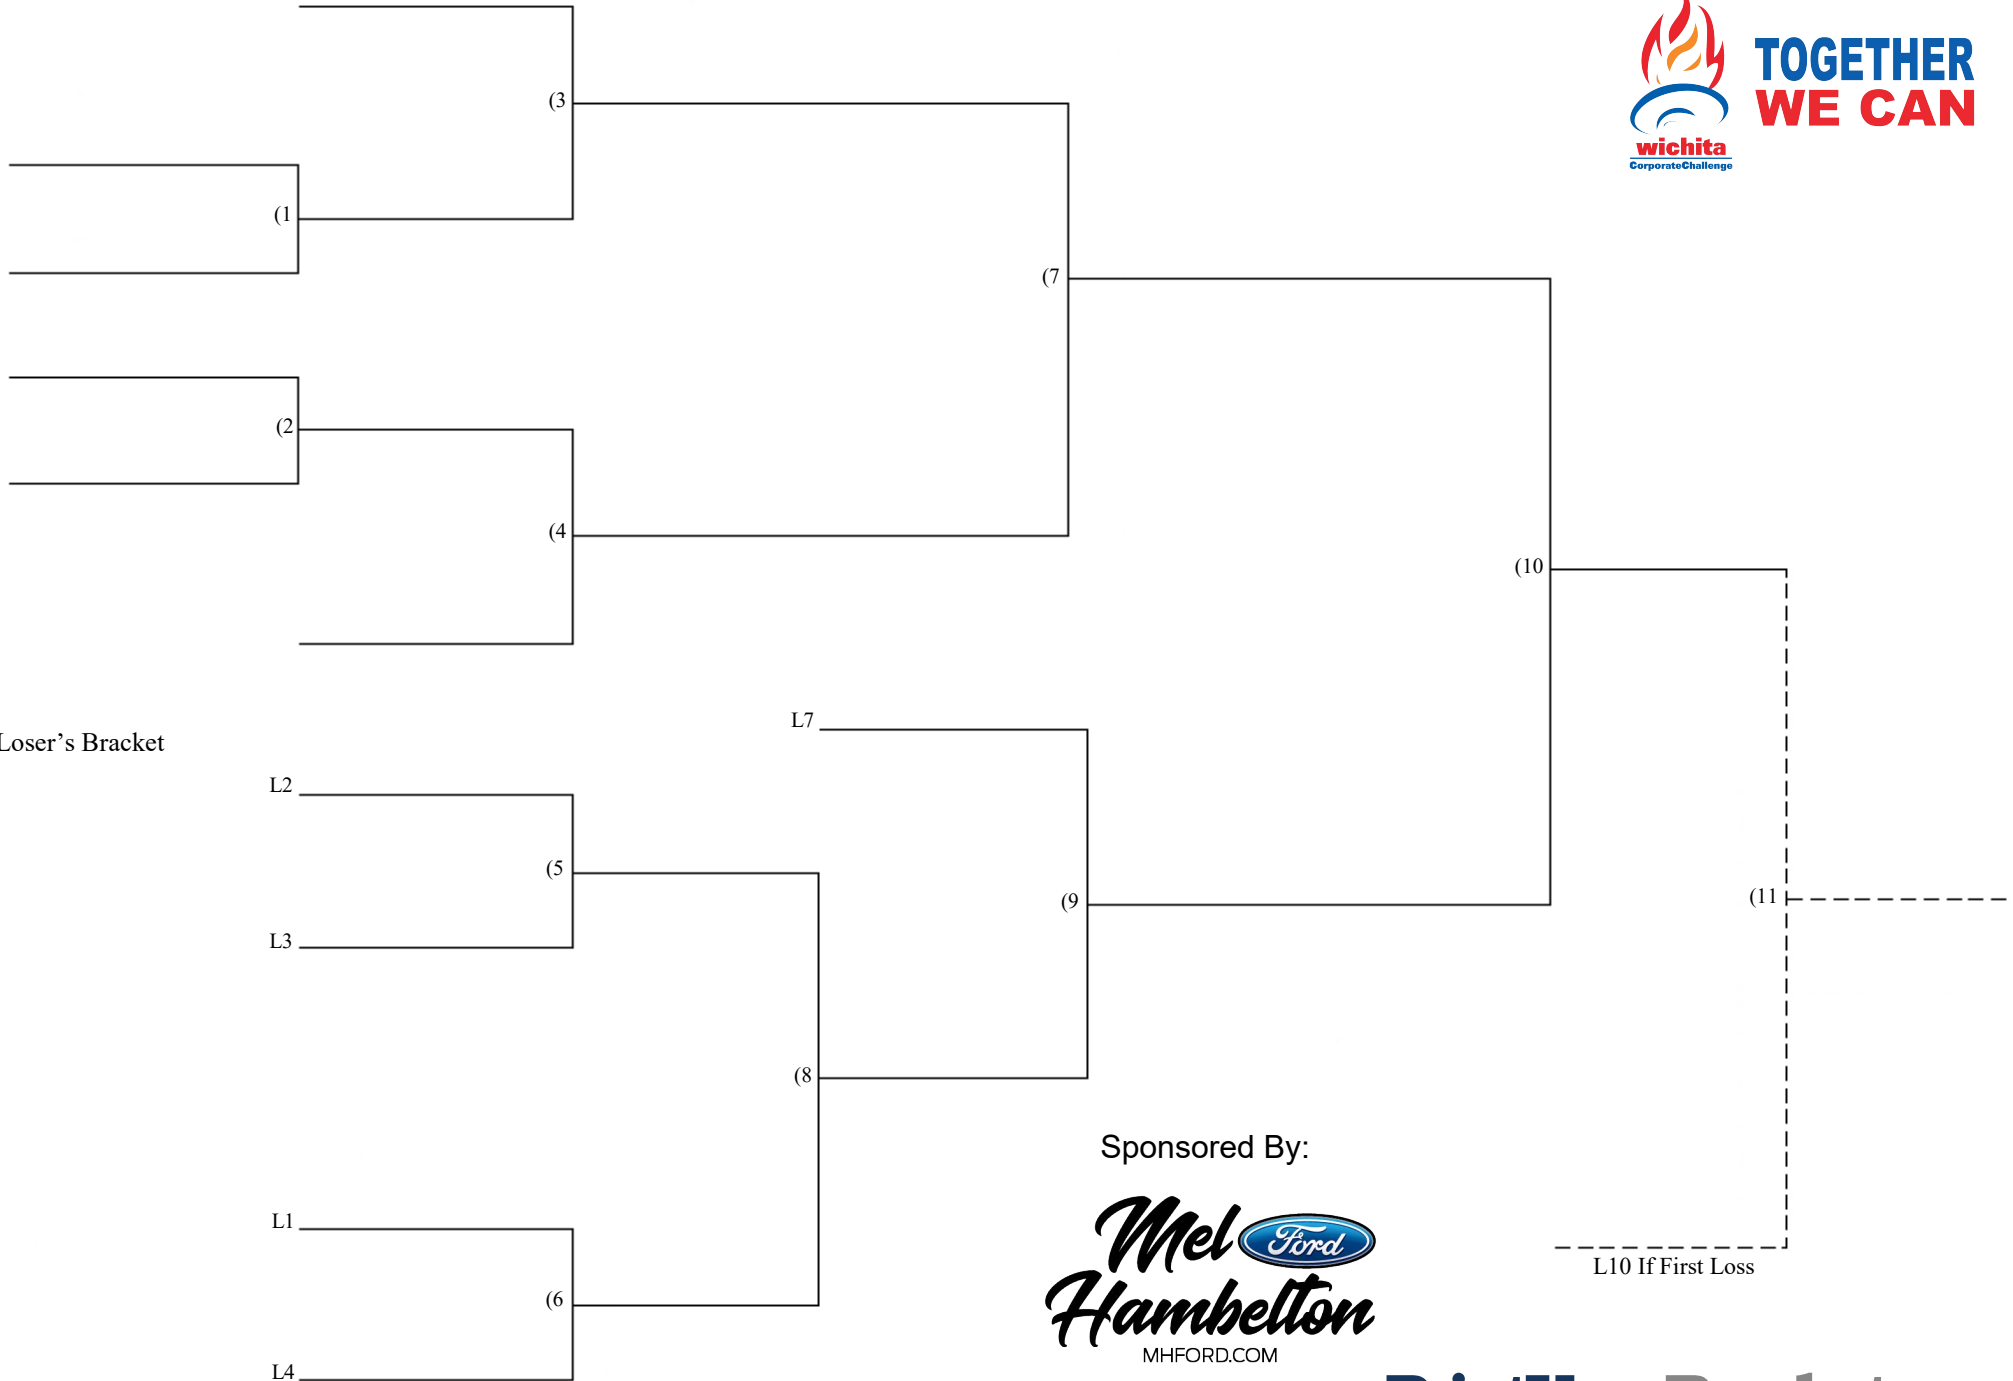 TOGETHER
WE CAN
wichita
CorporateChallenge
(3
(1
(7
(2
(4
(10
L7
Loser’s Bracket
L2
(5
(11
(9
L3
(8
Sponsored By:
L1
Mel Ford
L10 If First Loss
(6
Hambelton
MHFORD.COM
L4